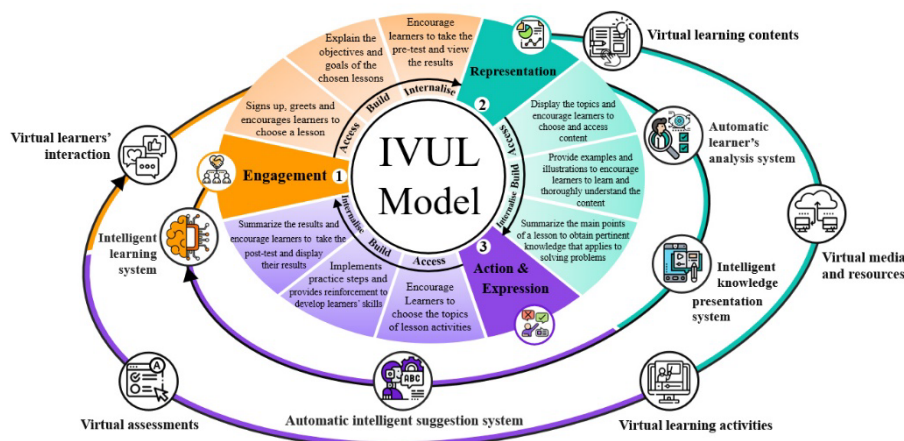 IVUL
Model
1
Engagement
Access
Build
Internalise
Signs up, greets and
encourages learners to
choose a lesson
Explain the
objectives and
goals of the
chosen lessons
Encourage
learners to take the
pre-test and view
the results
2
Representation
Access
Build
Internalise
Display the topics and
encourage learners to
choose and access
content
Provide examples and
illustrations to encourage
learners to learn and
thoroughly understand the
content
Summarize the main points
of a lesson to obtain pertinent
knowledge that applies to
solving problems
3
Action &
Expression
Access
Build
Internalise
Encourage
Learners to
choose the topics
of lesson activities
Implements
practice steps and
provides reinforcement to
develop learners' skills
Summarize the results and
encourage learners to take the
post-test and display
their results
Virtual learning contents
Automatic
learner's
analysis system
Virtual media
and resources
Intelligent
knowledge
presentation
system
Virtual learning activities
ABC
Automatic intelligent suggestion system
A
Virtual assessments
Intelligent
learning
system
Virtual learners'
interaction